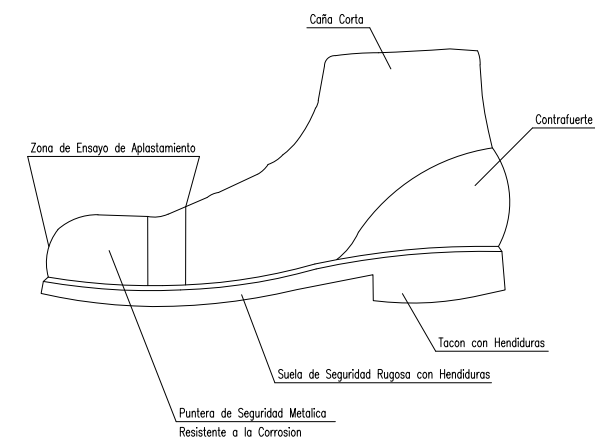 Caña Corta
Contrafuerte
Zona de Ensayo de Aplastamiento
Tacon con Hendiduras
Suela de Seguridad Rugosa con Hendiduras
Puntera de Seguridad Metalica
Resistente a la Corrosion